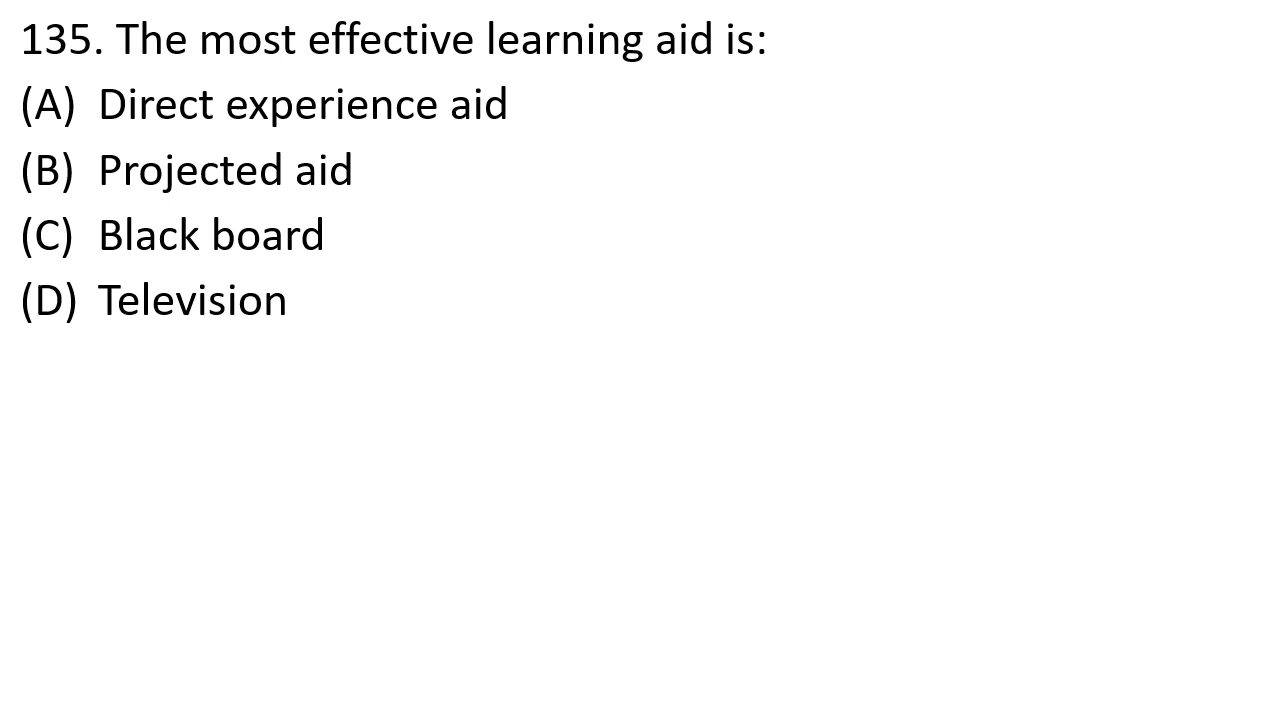 135. The most effective learning aid is:
(A) Direct experience aid
(B) Projected aid
(C) Black board
(D) Television